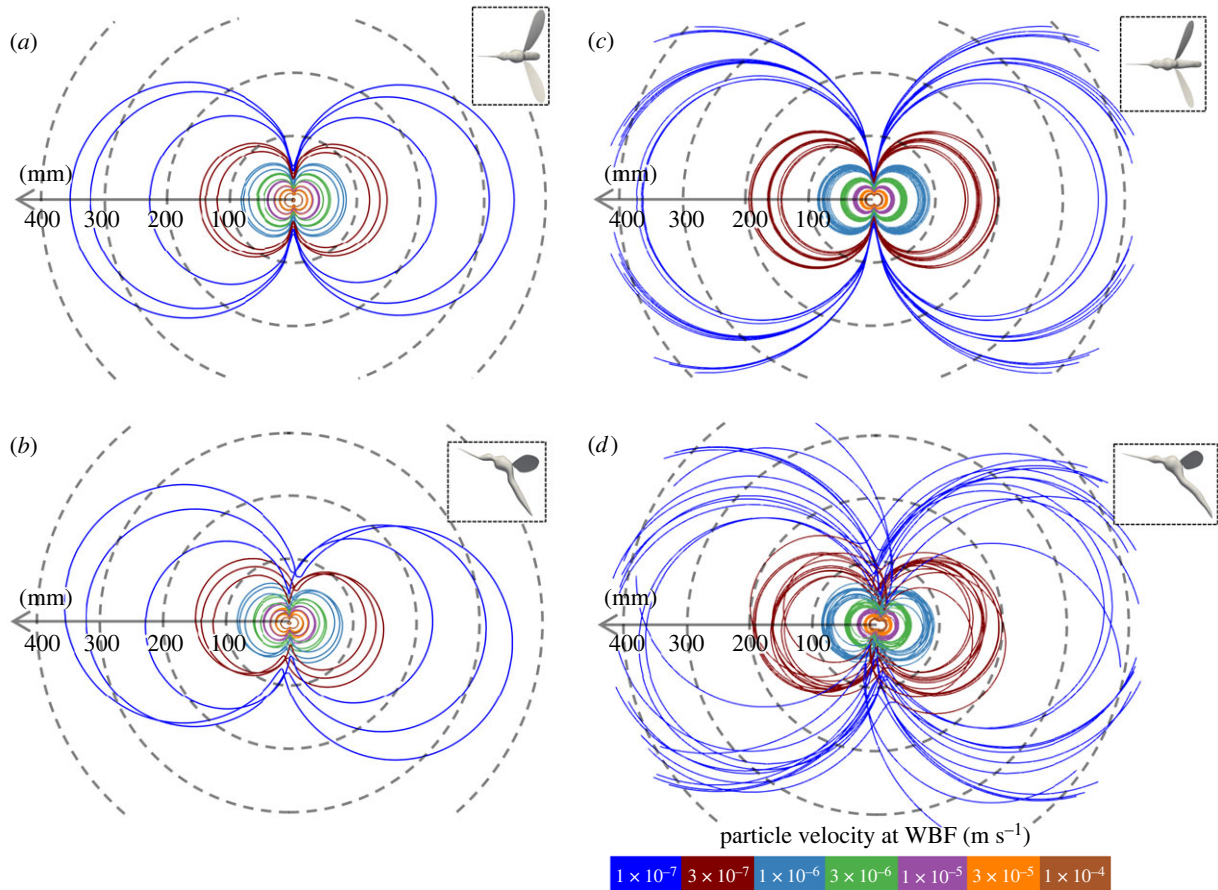 (a)
(mm)
400 300 200 100
(c)
(mm)
400 300 200 100
(b)
(mm)
400 300 200 100
(d)
(mm)
400 300 200 100
particle velocity at WBF (m s⁻¹)
1 × 10⁻⁷ 3 × 10⁻⁷ 1 × 10⁻⁶ 3 × 10⁻⁶ 1 × 10⁻⁵ 3 × 10⁻⁵ 1 × 10⁻⁴